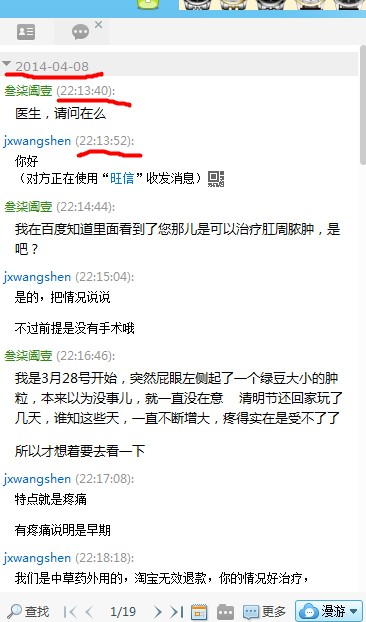 2014-04-08
叁柒阖壹 (22:13:40):
医生，请问在么
jxwangshen (22:13:52):
你好
（对方正在使用“旺信”收发消息）
叁柒阖壹 (22:14:44):
我在百度知道里面看到了您那儿是可以治疗肛周脓肿，是
吧？
jxwangshen (22:15:04):
是的，把情况说说
不过前提是没有手术哦
叁柒阖壹 (22:16:46):
我是3月28号开始，突然屁眼左侧起了一个绿豆大小的肿
粒，本来以为没事儿，就一直没在意　清明节还回家玩了
几天，谁知这些天，一直不断增大，疼得实在是受不了了
所以才想着要去看一下
jxwangshen (22:17:08):
特点就是疼痛
有疼痛说明是早期
jxwangshen (22:18:18):
我们是中草药外用的，淘宝无效退款，你的情况好治疗，
查找 1/19 更多 漫游